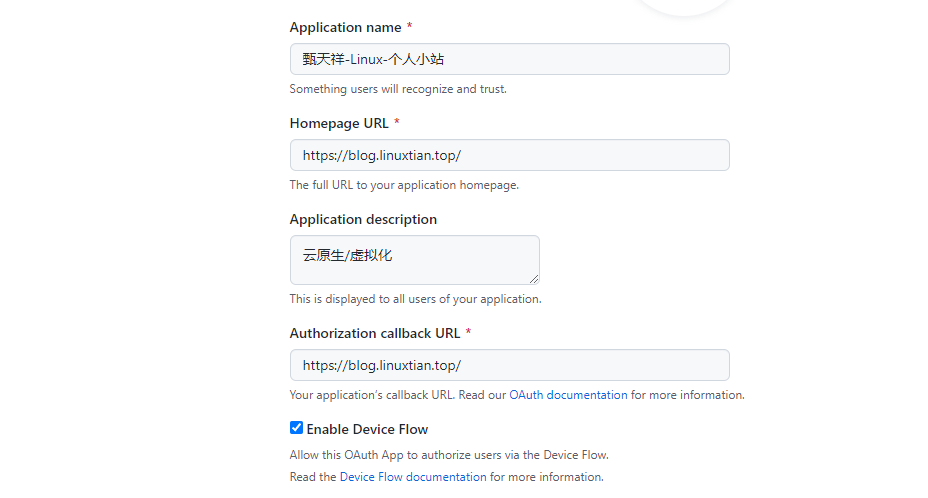 Application name *
甄天祥-Linux-个人小站
Something users will recognize and trust.
Homepage URL *
https://blog.linuxtian.top/
The full URL to your application homepage.
Application description
云原生/虚拟化
This is displayed to all users of your application.
Authorization callback URL *
https://blog.linuxtian.top/
Your application’s callback URL. Read our OAuth documentation for more information.
Enable Device Flow
Allow this OAuth App to authorize users via the Device Flow.
Read the Device Flow documentation for more information.